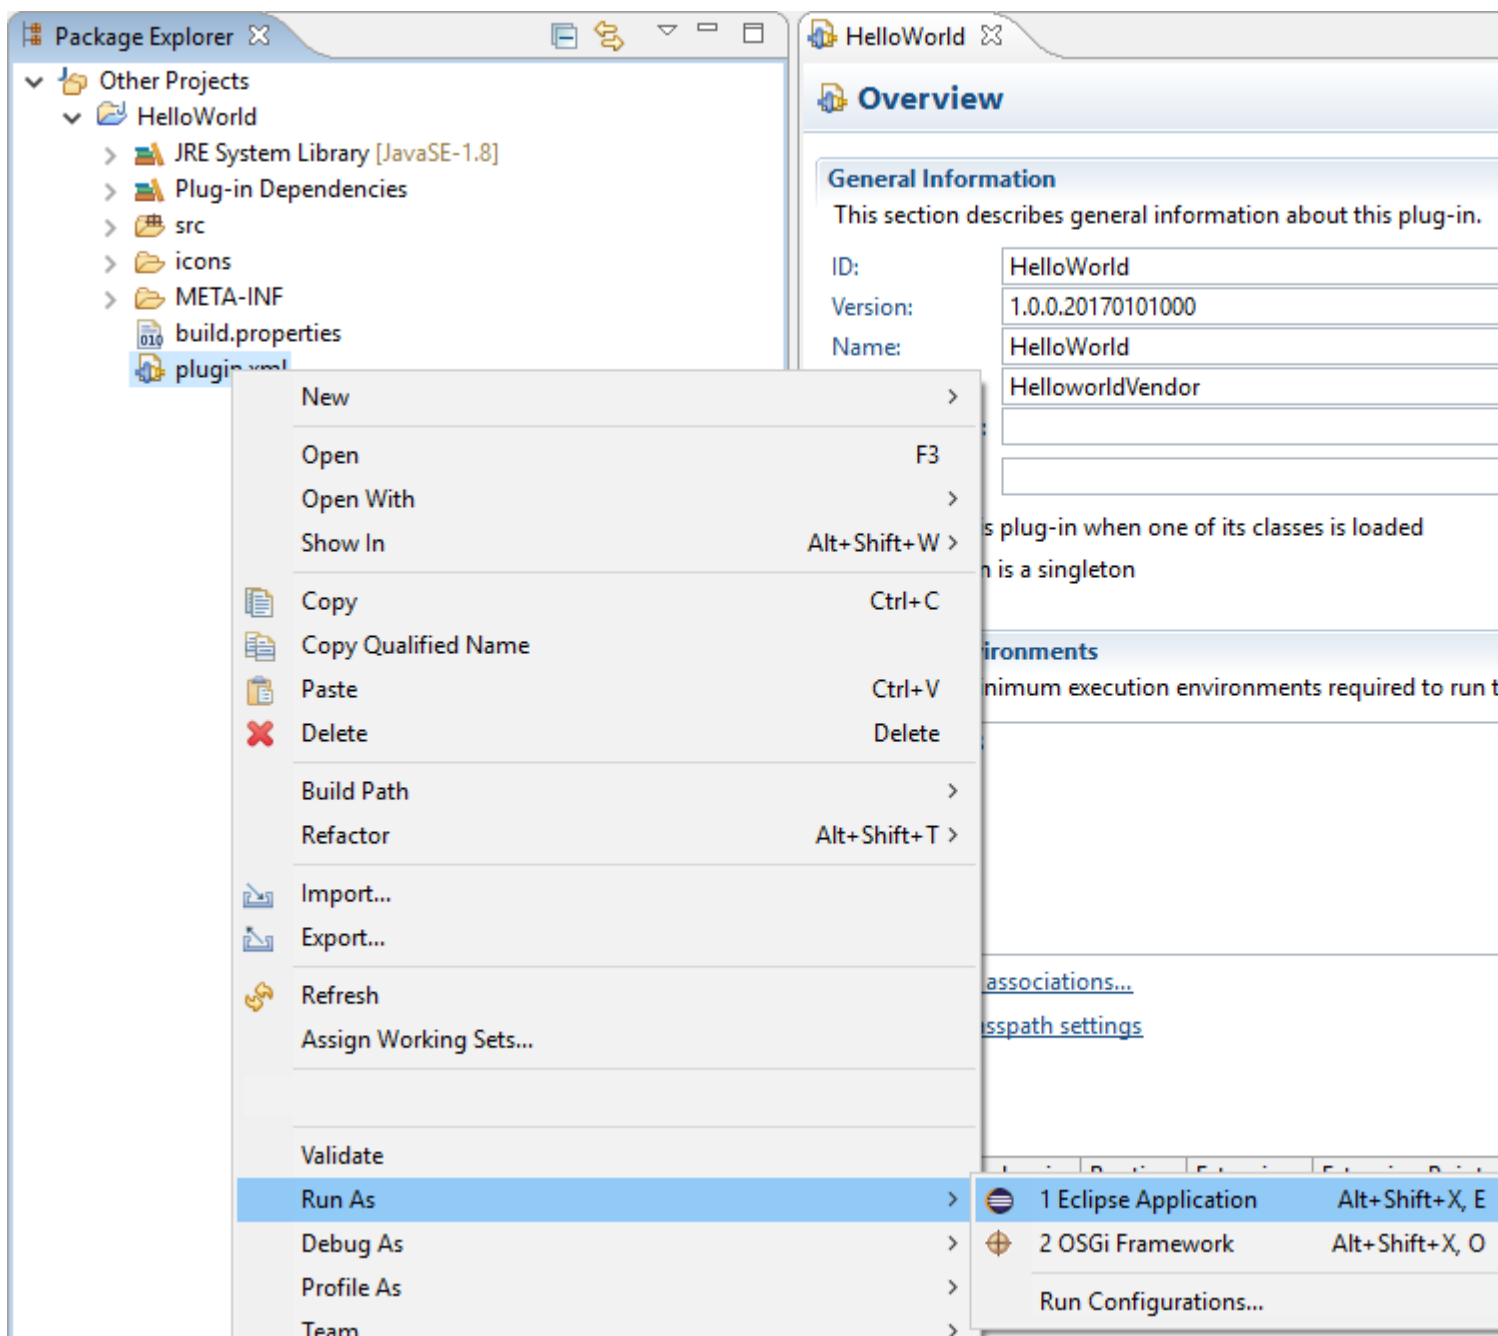 Package Explorer
Other Projects
HelloWorld
JRE System Library [JavaSE-1.8]
Plug-in Dependencies
src
icons
META-INF
build.properties
plugin.xml
New
Open F3
Open With
Show In Alt+Shift+W
Copy Ctrl+C
Copy Qualified Name
Paste Ctrl+V
Delete Delete
Build Path
Refactor Alt+Shift+T
Import...
Export...
Refresh
Assign Working Sets...
Validate
Run As
Debug As
Profile As
Team
1 Eclipse Application Alt+Shift+X, E
2 OSGi Framework Alt+Shift+X, O
Run Configurations...
HelloWorld
Overview
General Information
This section describes general information about this plug-in.
ID: HelloWorld
Version: 1.0.0.20170101000
Name: HelloWorld
HelloworldVendor
s plug-in when one of its classes is loaded
n is a singleton
ironments
nimum execution environments required to run t
associations...
asspath settings